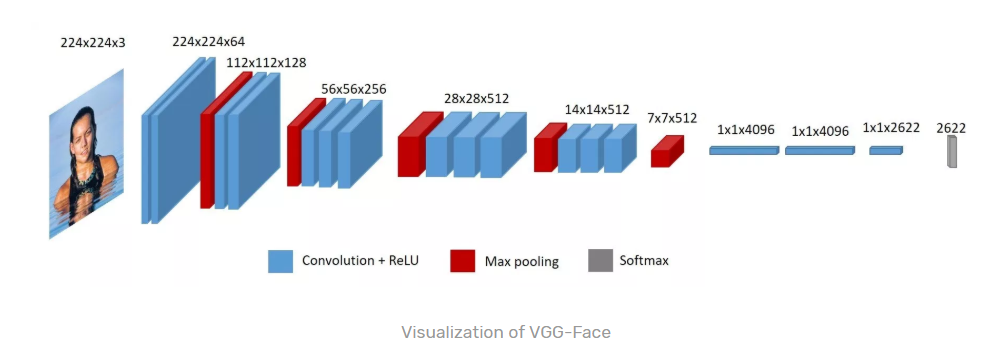 224x224x3
224x224x64
112x112x128
56x56x256
28x28x512
14x14x512
7x7x512
1x1x4096
1x1x4096
1x1x2622
2622
Convolution + ReLU
Max pooling
Softmax
Visualization of VGG-Face